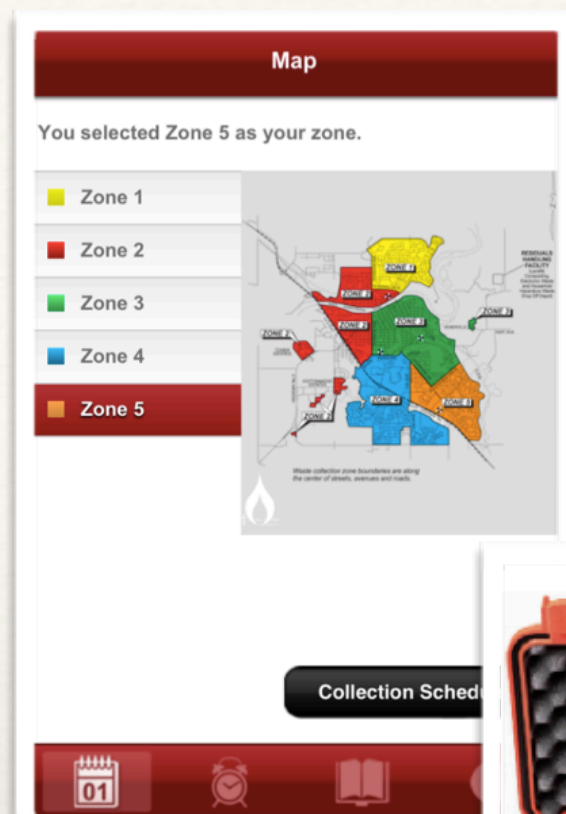 Map
You selected Zone 5 as your zone.
Zone 1
Zone 2
Zone 3
Zone 4
Zone 5
RESIDUALS
HANDLING
FACILITY
ZONE 1
ZONE 2
ZONE 2
ZONE 3
ZONE 3
ZONE 2
ZONE 4
ZONE 5
ZONE 2
Waste collection zone boundaries are along
the center of streets, avenues and roads.
Collection Sched
01